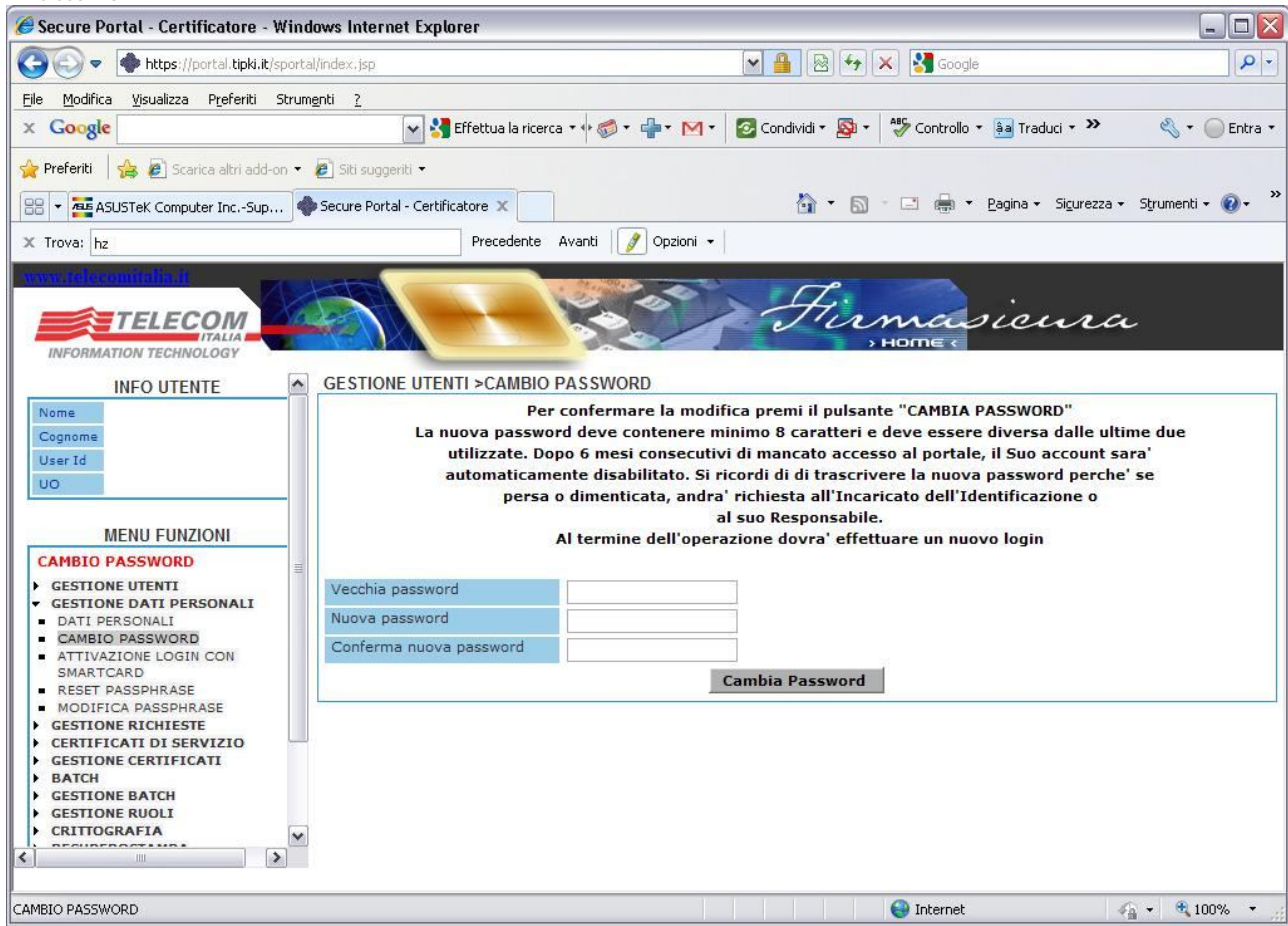 Secure Portal - Certificatore - Windows Internet Explorer
https://portal.tipki.it/sportal/index.jsp
Google
File Modifica Visualizza Preferiti Strumenti ?
x Google Effettua la ricerca Condividi Controllo Traduci >> Entra
Preferiti Scarica altri add-on Siti suggeriti
ASUSTeK Computer Inc.-Sup... Secure Portal - Certificatore X Pagina Sicurezza Strumenti >>
X Trova: hz Precedente Avanti Opzioni
www.telecomitalia.it
TELECOM
ITALIA
INFORMATION TECHNOLOGY
Firmasicura
> HOME <
INFO UTENTE
Nome
Cognome
User Id
UO
MENU FUNZIONI
CAMBIO PASSWORD
GESTIONE UTENTI
GESTIONE DATI PERSONALI
DATI PERSONALI
CAMBIO PASSWORD
ATTIVAZIONE LOGIN CON
SMARTCARD
RESET PASSPHRASE
MODIFICA PASSPHRASE
GESTIONE RICHIESTE
CERTIFICATI DI SERVIZIO
GESTIONE CERTIFICATI
BATCH
GESTIONE BATCH
GESTIONE RUOLI
CRITTOGRAFIA
GESTIONE UTENTI >CAMBIO PASSWORD
Per confermare la modifica premi il pulsante "CAMBIA PASSWORD"
La nuova password deve contenere minimo 8 caratteri e deve essere diversa dalle ultime due
utilizzate. Dopo 6 mesi consecutivi di mancato accesso al portale, il Suo account sara'
automaticamente disabilitato. Si ricordi di di trascrivere la nuova password perche' se
persa o dimenticata, andra' richiesta all'Incaricato dell'Identificazione o
al suo Responsabile.
Al termine dell'operazione dovra' effettuare un nuovo login
Vecchia password
Nuova password
Conferma nuova password
Cambia Password
CAMBIO PASSWORD Internet 100%